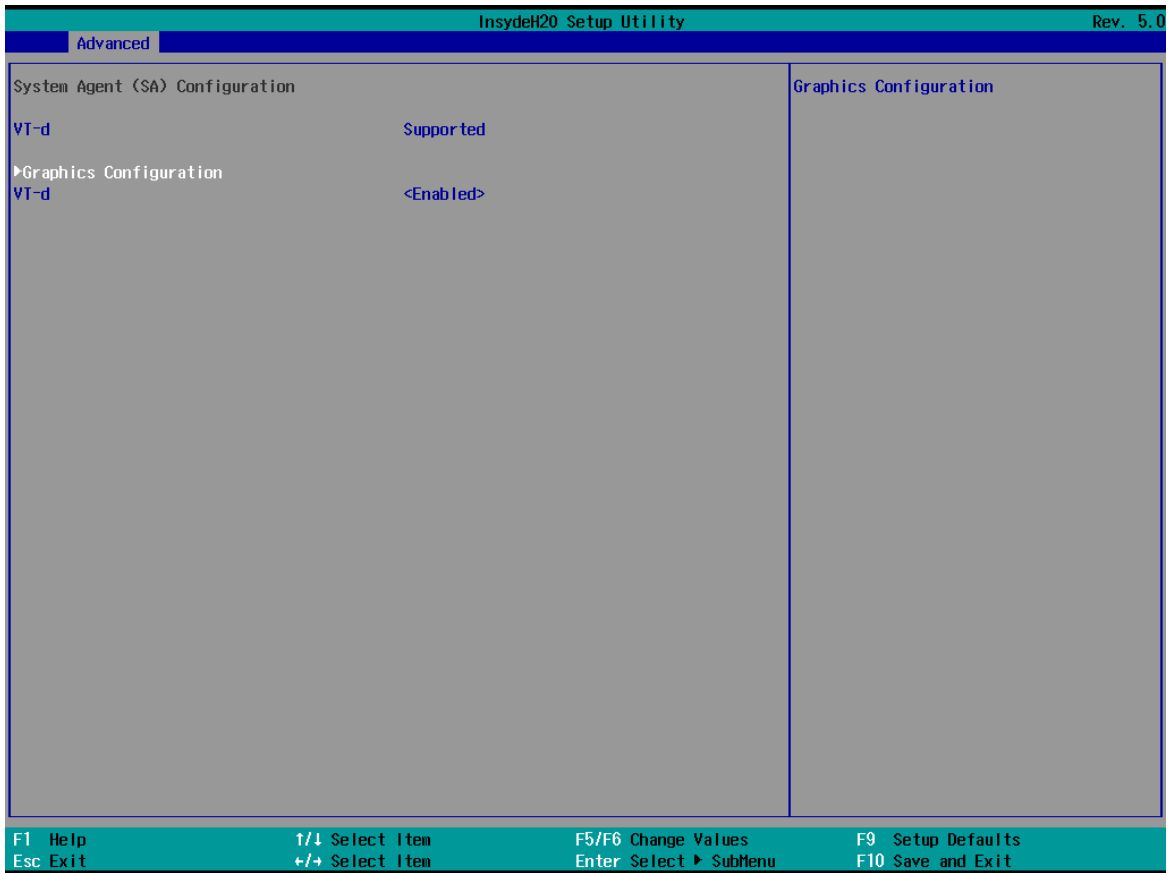 InsydeH20 Setup Utility Rev. 5.0
Advanced
System Agent (SA) Configuration Graphics Configuration
VT-d Supported
▶Graphics Configuration
VT-d <Enabled>
F1 Help ↑/↓ Select Item F5/F6 Change Values F9 Setup Defaults
Esc Exit ←/→ Select Item Enter Select ▶ SubMenu F10 Save and Exit